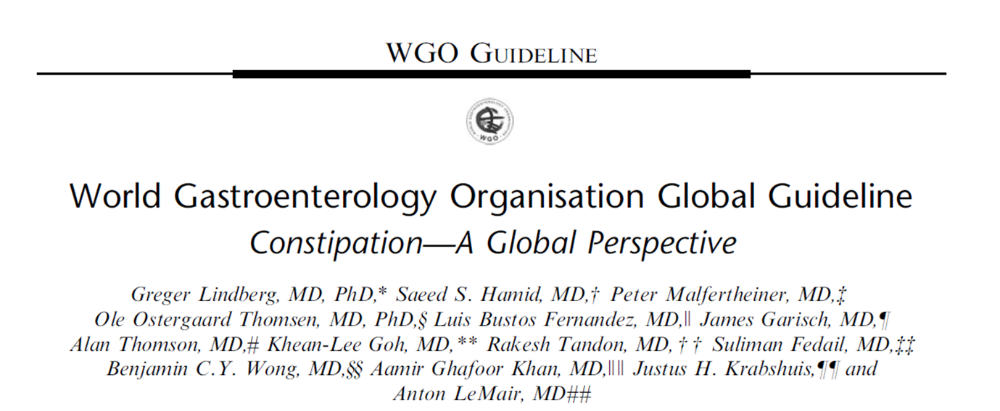 WGO GUIDELINE
WGO
World Gastroenterology Organisation Global Guideline
Constipation—A Global Perspective
Greger Lindberg, MD, PhD,* Saeed S. Hamid, MD,† Peter Malfertheiner, MD,‡
Ole Ostergaard Thomsen, MD, PhD,§ Luis Bustos Fernandez, MD,∥ James Garisch, MD,¶
Alan Thomson, MD,# Khean-Lee Goh, MD,** Rakesh Tandon, MD,†† Suliman Fedail, MD,‡‡
Benjamin C.Y. Wong, MD,§§ Aamir Ghafoor Khan, MD,∥∥ Justus H. Krabshuis,¶¶ and
Anton LeMair, MD##